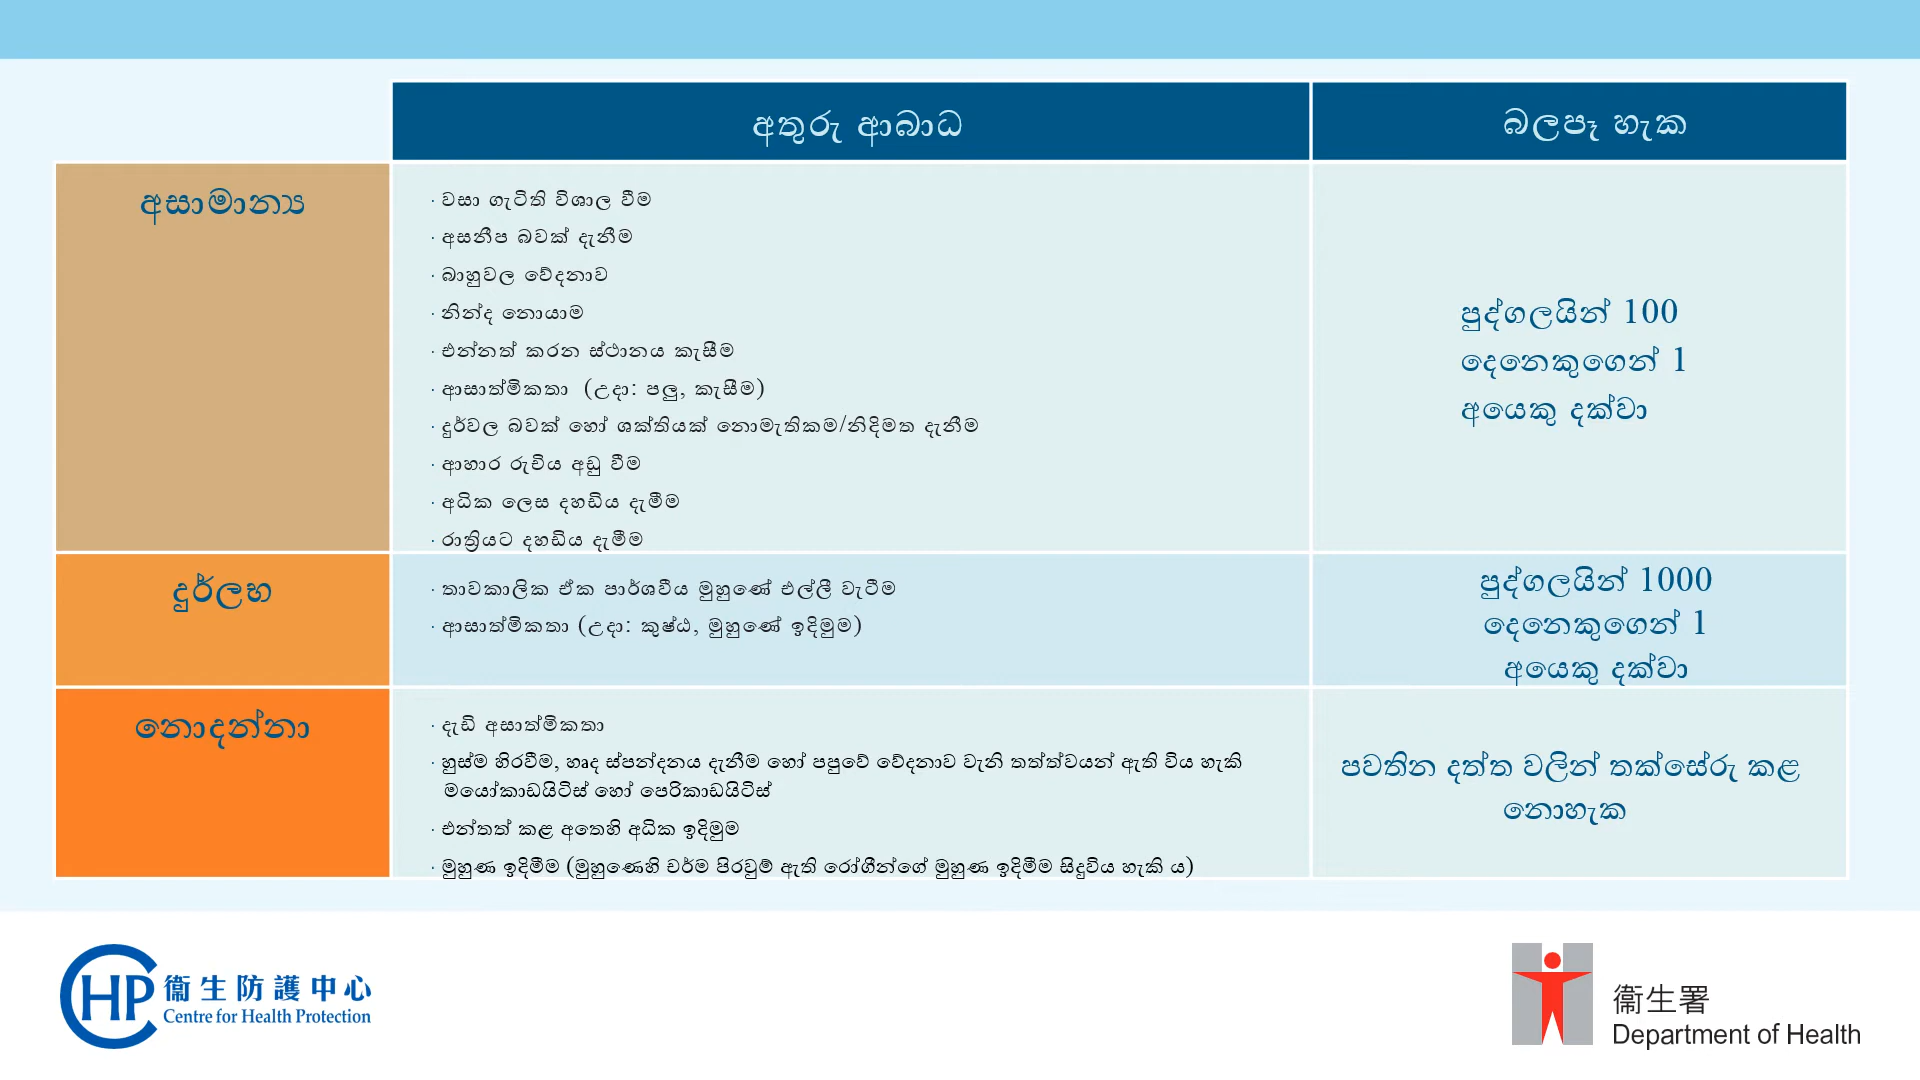 අතුරු ආබාධ
බලපෑ හැක
අසාමාන්‍ය
· වසා ගැටිති විශාල වීම
· අසනීප බවක් දැනීම
· බාහුවල වේදනාව
· නින්ද නොයාම
· එන්නත් කරන ස්ථානය කැසීම
· ආසාත්මිකතා (උදා: පලු, කැසීම)
· දුර්වල බවක් හෝ ශක්තියක් නොමැතිකම/නිදිමත දැනීම
· ආහාර රුචිය අඩු වීම
· අධික ලෙස දහඩිය දැමීම
· රාත්‍රියට දහඩිය දැමීම
පුද්ගලයින් 100
දෙනෙකුගෙන් 1
අයෙකු දක්වා
දුර්ලභ
· තාවකාලික ඒක පාර්ශවීය මුහුණේ එල්ලී වැටීම
· ආසාත්මිකතා (උදා: කුෂ්ඨ, මුහුණේ ඉදිමුම)
පුද්ගලයින් 1000
දෙනෙකුගෙන් 1
අයෙකු දක්වා
නොදන්නා
· දැඩි අසාත්මිකතා
· හුස්ම හිරවීම, හෘද ස්පන්දනය දැනීම හෝ පපුවේ වේදනාව වැනි තත්ත්වයන් ඇති විය හැකි
මයෝකාඩයිටිස් හෝ පෙරිකාඩයිටිස්
· එන්තත් කළ අතෙහි අධික ඉදිමුම
· මුහුණ ඉදිමීම (මුහුණෙහි චර්ම පිරවුම් ඇති රෝගීන්ගේ මුහුණ ඉදිමීම සිදුවිය හැකි ය)
පවතින දත්ත වලින් තක්සේරු කළ
නොහැක
CHP 衞生防護中心
Centre for Health Protection
衞生署
Department of Health